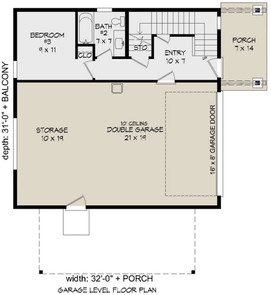 BEDROOM
#3
9 x 11
BATH
#2
7 x 7
STO
ENTRY
10 x 7
PORCH
7 x 14
STORAGE
10 x 19
10' CEILING
DOUBLE GARAGE
21 x 19
16' x 8' GARAGE DOOR
depth: 31'-0" + BALCONY
width: 32'-0" + PORCH
GARAGE LEVEL FLOOR PLAN